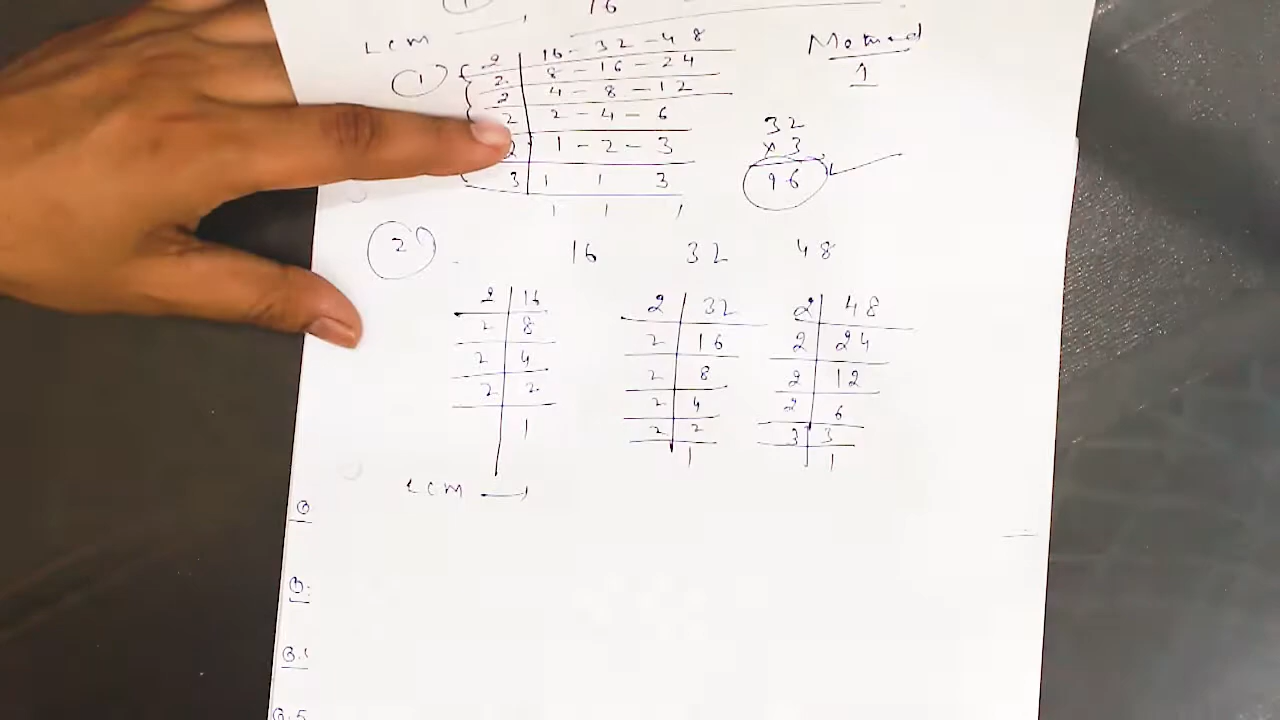 1 16
Lcm
Method
1
①
2 | 16 - 32 - 48
2 | 8 - 16 - 24
2 | 4 - 8 - 12
2 | 2 - 4 - 6
2 | 1 - 2 - 3
3 | 1 1 3
1 1 1
32
× 3
96
② 16 32 48
2 | 16 2 | 32 2 | 48
2 | 8 2 | 16 2 | 24
2 | 4 2 | 8 2 | 12
2 | 2 2 | 4 2 | 6
1 2 | 2 3 | 3
1 1
Lcm →
Q
Q.
Q.
Q.5